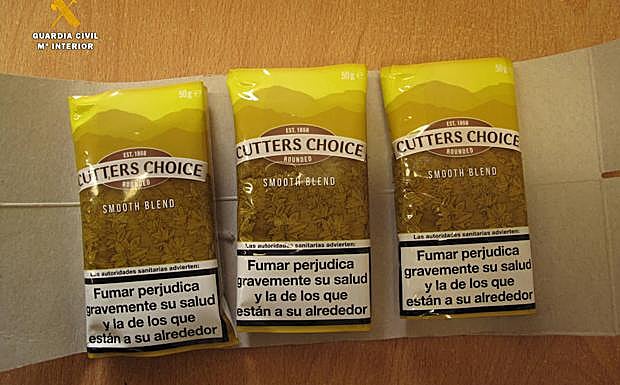 GUARDIA CIVIL
Mº INTERIOR
50g℮
EST. 1868
CUTTERS CHOICE
ROUNDED
SMOOTH BLEND
Las autoridades sanitarias advierten:
Fumar perjudica
gravemente su salud
y la de los que
están a su alrededor
50g℮
EST. 1868
CUTTERS CHOICE
ROUNDED
SMOOTH BLEND
Las autoridades sanitarias advierten:
Fumar perjudica
gravemente su salud
y la de los que
están a su alrededor
50g℮
EST. 1868
CUTTERS CHOICE
ROUNDED
SMOOTH BLEND
Las autoridades sanitarias advierten:
Fumar perjudica
gravemente su salud
y la de los que
están a su alrededor